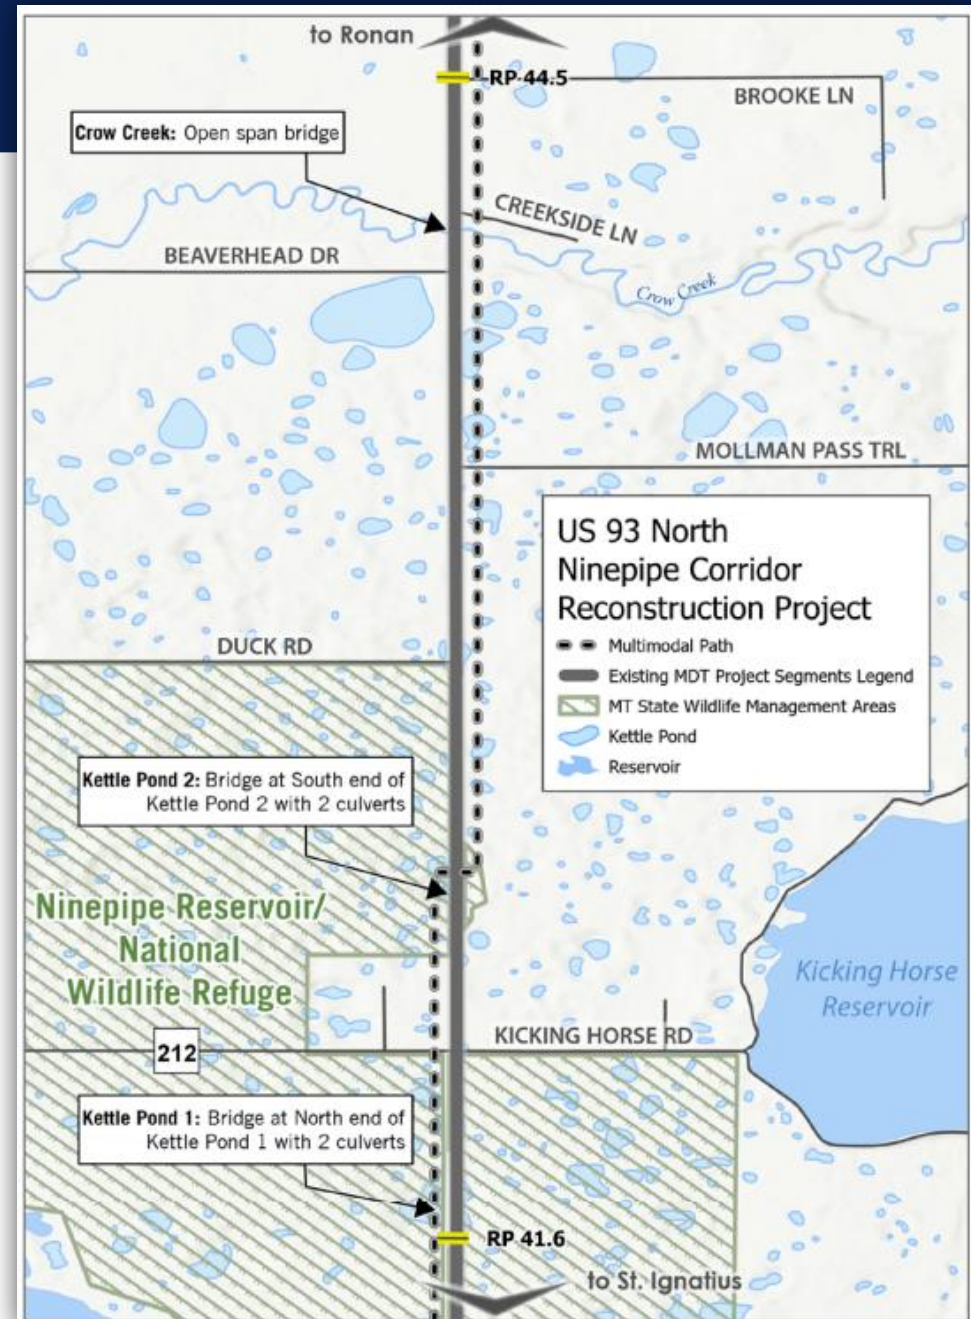 to Ronan
RP 44.5
BROOKE LN
Crow Creek: Open span bridge
CREEKSIDE LN
BEAVERHEAD DR
Crow Creek
MOLLMAN PASS TRL
US 93 North
Ninepipe Corridor
Reconstruction Project
Multimodal Path
Existing MDT Project Segments Legend
MT State Wildlife Management Areas
Kettle Pond
Reservoir
DUCK RD
Kettle Pond 2: Bridge at South end of
Kettle Pond 2 with 2 culverts
Ninepipe Reservoir/
National
Wildlife Refuge
Kicking Horse
Reservoir
KICKING HORSE RD
212
Kettle Pond 1: Bridge at North end of
Kettle Pond 1 with 2 culverts
RP 41.6
to St. Ignatius